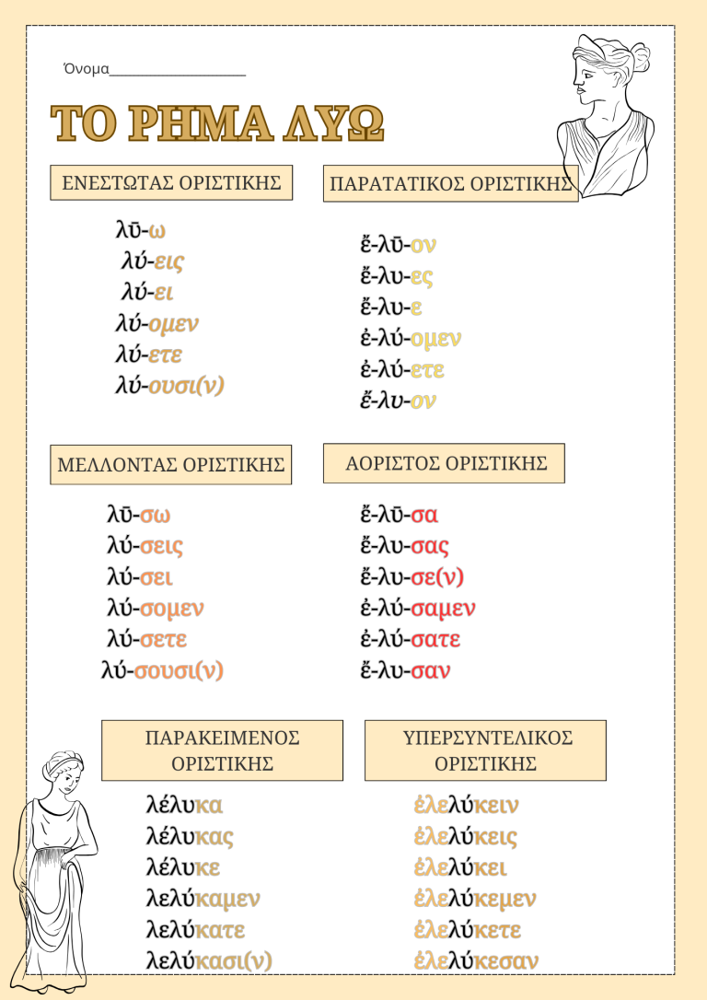 Όνομα___________________
ΤΟ ΡΗΜΑ ΛΥΩ
ΕΝΕΣΤΩΤΑΣ ΟΡΙΣΤΙΚΗΣ
λῡ-ω
λύ-εις
λύ-ει
λύ-ομεν
λύ-ετε
λύ-ουσι(ν)
ΠΑΡΑΤΑΤΙΚΟΣ ΟΡΙΣΤΙΚΗΣ
ἔ-λῡ-ον
ἔ-λυ-ες
ἔ-λυ-ε
ἐ-λύ-ομεν
ἐ-λύ-ετε
ἔ-λυ-ον
ΜΕΛΛΟΝΤΑΣ ΟΡΙΣΤΙΚΗΣ
λῡ-σω
λύ-σεις
λύ-σει
λύ-σομεν
λύ-σετε
λύ-σουσι(ν)
ΑΟΡΙΣΤΟΣ ΟΡΙΣΤΙΚΗΣ
ἔ-λῡ-σα
ἔ-λυ-σας
ἔ-λυ-σε(ν)
ἐ-λύ-σαμεν
ἐ-λύ-σατε
ἔ-λυ-σαν
ΠΑΡΑΚΕΙΜΕΝΟΣ
ΟΡΙΣΤΙΚΗΣ
λέλυκα
λέλυκας
λέλυκε
λελύκαμεν
λελύκατε
λελύκασι(ν)
ΥΠΕΡΣΥΝΤΕΛΙΚΟΣ
ΟΡΙΣΤΙΚΗΣ
ἐλελύκειν
ἐλελύκεις
ἐλελύκει
ἐλελύκεμεν
ἐλελύκετε
ἐλελύκεσαν